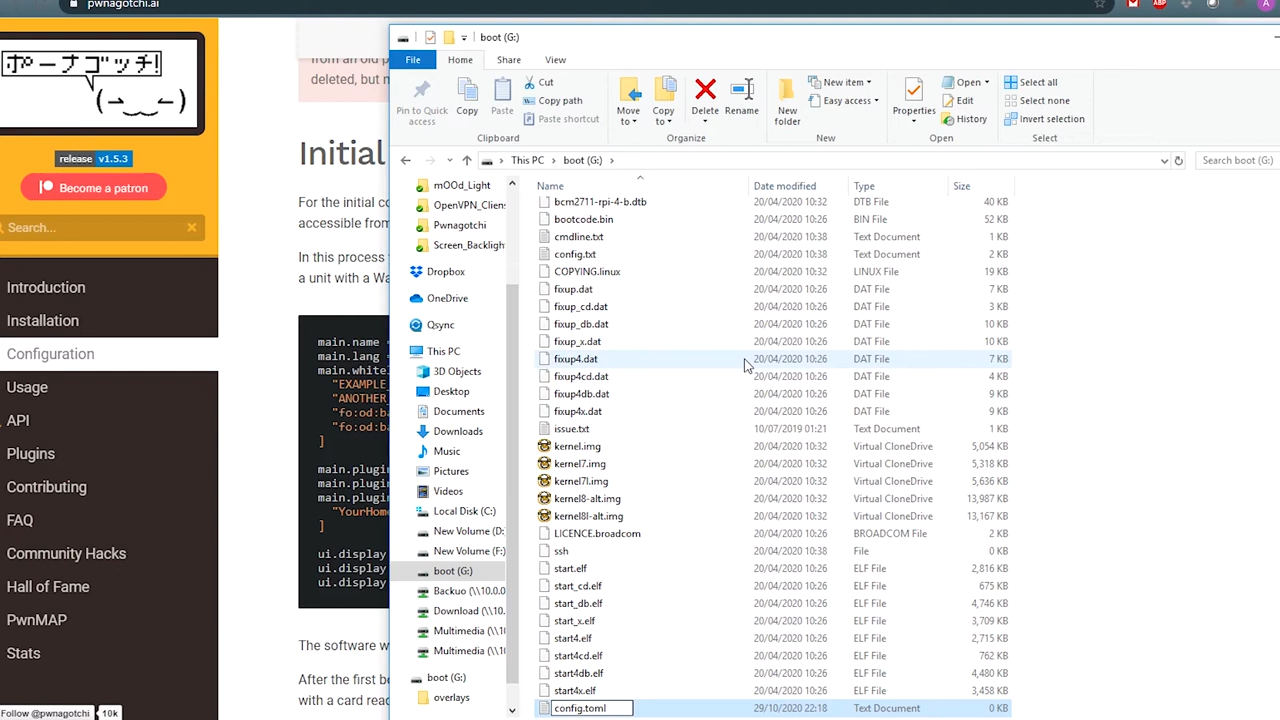 pwnagotchi.ai
ポーナゴッチ!
(⇀‿‿↼)
release v1.5.3
Become a patron
Search...
Introduction
Installation
Configuration
Usage
API
Plugins
Contributing
FAQ
Community Hacks
Hall of Fame
PwnMAP
Stats
Follow @pwnagotchi 10k
from an old p
deleted, but m
Initial
For the initial co
accessible from
In this process
a unit with a Wa
main.name =
main.lang =
main.white
"EXAMPLE_
"ANOTHER_
"fo:od:ba
"fo:od:ba
]
main.plugin
main.plugin
main.plugin
"YourHome
]
ui.display
ui.display
ui.display
The software w
After the first bo
with a card read
boot (G:)
File Home Share View
Pin to Quick access
Copy
Paste
Cut
Copy path
Paste shortcut
Clipboard
Move to
Copy to
Delete
Rename
Organize
New folder
New item
Easy access
New
Properties
Open
Edit
History
Open
Select all
Select none
Invert selection
Select
This PC boot (G:)
Search boot (G:)
mOOd_Light
OpenVPN_Clien
Pwnagotchi
Screen_Backligh
Dropbox
OneDrive
Qsync
This PC
3D Objects
Desktop
Documents
Downloads
Music
Pictures
Videos
Local Disk (C:)
New Volume (D:
New Volume (F:)
boot (G:)
Backuo (\\10.0.0
Download (\\10.
Multimedia (\\10
Multimedia (\\10
boot (G:)
overlays
Name Date modified Type Size
bcm2711-rpi-4-b.dtb 20/04/2020 10:32 DTB File 40 KB
bootcode.bin 20/04/2020 10:32 BIN File 52 KB
cmdline.txt 20/04/2020 10:38 Text Document 1 KB
config.txt 20/04/2020 10:38 Text Document 2 KB
COPYING.linux 20/04/2020 10:32 LINUX File 19 KB
fixup.dat 20/04/2020 10:26 DAT File 7 KB
fixup_cd.dat 20/04/2020 10:26 DAT File 3 KB
fixup_db.dat 20/04/2020 10:26 DAT File 10 KB
fixup_x.dat 20/04/2020 10:26 DAT File 10 KB
fixup4.dat 20/04/2020 10:26 DAT File 7 KB
fixup4cd.dat 20/04/2020 10:26 DAT File 4 KB
fixup4db.dat 20/04/2020 10:26 DAT File 9 KB
fixup4x.dat 20/04/2020 10:26 DAT File 9 KB
issue.txt 10/07/2019 01:21 Text Document 1 KB
kernel.img 20/04/2020 10:32 Virtual CloneDrive 5,054 KB
kernel7.img 20/04/2020 10:32 Virtual CloneDrive 5,318 KB
kernel7l.img 20/04/2020 10:32 Virtual CloneDrive 5,636 KB
kernel8-alt.img 20/04/2020 10:32 Virtual CloneDrive 13,987 KB
kernel8l-alt.img 20/04/2020 10:32 Virtual CloneDrive 13,167 KB
LICENCE.broadcom 20/04/2020 10:32 BROADCOM File 2 KB
ssh 20/04/2020 10:38 File 0 KB
start.elf 20/04/2020 10:26 ELF File 2,816 KB
start_cd.elf 20/04/2020 10:26 ELF File 675 KB
start_db.elf 20/04/2020 10:26 ELF File 4,746 KB
start_x.elf 20/04/2020 10:26 ELF File 3,709 KB
start4.elf 20/04/2020 10:26 ELF File 2,715 KB
start4cd.elf 20/04/2020 10:26 ELF File 762 KB
start4db.elf 20/04/2020 10:26 ELF File 4,480 KB
start4x.elf 20/04/2020 10:26 ELF File 3,458 KB
config.toml 29/10/2020 22:18 Text Document 0 KB